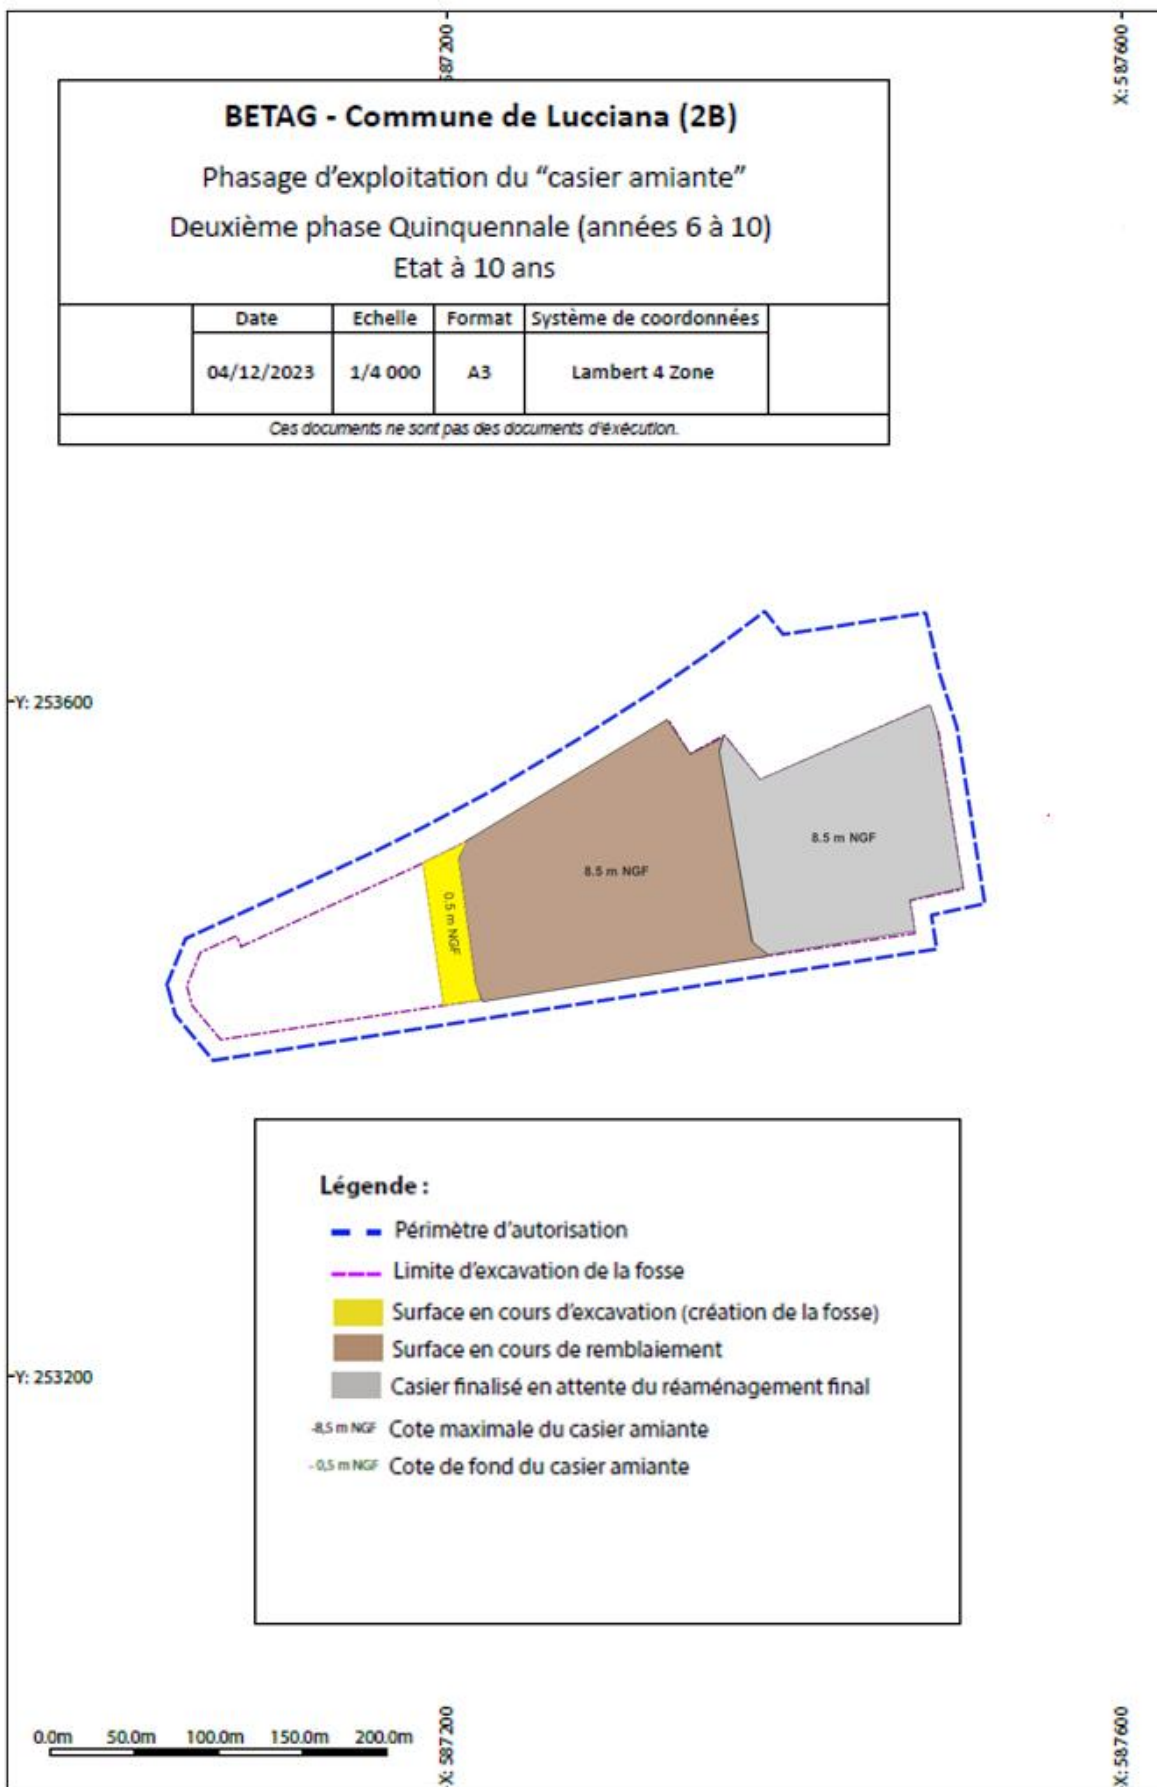 X: 587200
X: 587600
BETAG - Commune de Lucciana (2B)
Phasage d'exploitation du “casier amiante”
Deuxième phase Quinquennale (années 6 à 10)
Etat à 10 ans
Date Echelle Format Système de coordonnées
04/12/2023 1/4 000 A3 Lambert 4 Zone
Ces documents ne sont pas des documents d'éxécution.
Y: 253600
8.5 m NGF
8.5 m NGF
0.5 m NGF
Légende :
Périmètre d'autorisation
Limite d'excavation de la fosse
Surface en cours d'excavation (création de la fosse)
Surface en cours de remblaiement
Y: 253200
Casier finalisé en attente du réaménagement final
-8,5 m NGF Cote maximale du casier amiante
- 0,5 m NGF Cote de fond du casier amiante
0.0m 50.0m 100.0m 150.0m 200.0m
X: 587200
X: 587600